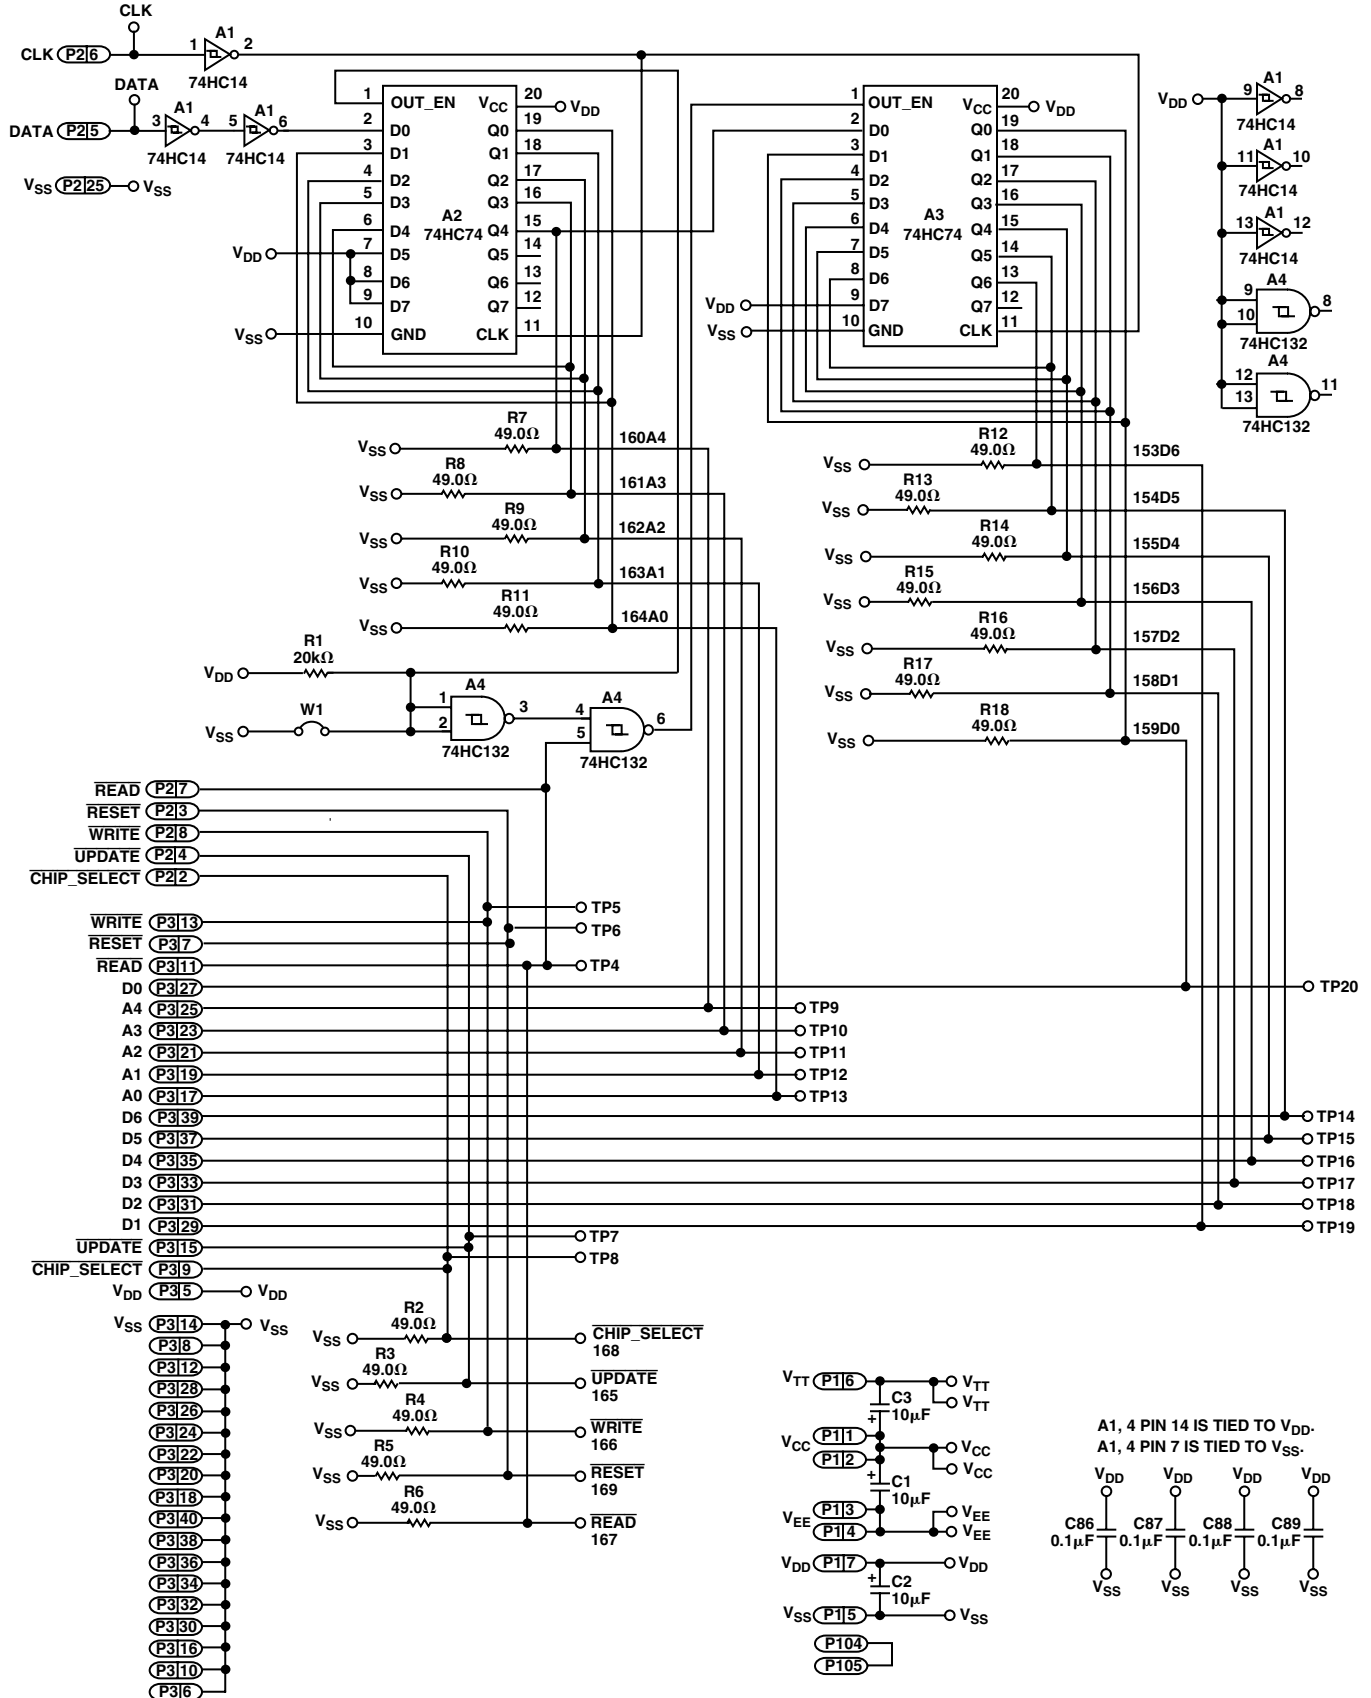 CLK
CLK P2 6
1 A1 2
74HC14
DATA
DATA P2 5
3 A1 4
74HC14
5 A1 6
74HC14
VSS P2 25 VSS
1 OUT_EN VCC 20 VDD
2 D0 Q0 19
3 D1 Q1 18
4 D2 Q2 17
5 D3 Q3 16
6 D4 Q4 15
A2
74HC74
VDD 7 D5 Q5 14
8 D6 Q6 13
9 D7 Q7 12
VSS 10 GND CLK 11
1 OUT_EN VCC 20 VDD
2 D0 Q0 19
3 D1 Q1 18
4 D2 Q2 17
5 D3 Q3 16
6 D4 Q4 15
A3
74HC74
7 D5 Q5 14
8 D6 Q6 13
VDD 9 D7 Q7 12
VSS 10 GND CLK 11
VDD 9 A1 8
74HC14
11 A1 10
74HC14
13 A1 12
74HC14
A4
9
10
8
74HC132
A4
12
13
11
74HC132
R7
49.0Ω
VSS 160A4
R8
49.0Ω
VSS 161A3
R9
49.0Ω
VSS 162A2
R10
49.0Ω
VSS 163A1
R11
49.0Ω
VSS 164A0
R12
49.0Ω
VSS 153D6
R13
49.0Ω
VSS 154D5
R14
49.0Ω
VSS 155D4
R15
49.0Ω
VSS 156D3
R16
49.0Ω
VSS 157D2
R17
49.0Ω
VSS 158D1
R18
49.0Ω
VSS 159D0
R1
20kΩ
VDD
W1
VSS
A4
1
2
3
74HC132
A4
4
5
6
74HC132
READ P2 7
RESET P2 3
WRITE P2 8
UPDATE P2 4
CHIP_SELECT P2 2
TP5
WRITE P3 13
TP6
RESET P3 7
READ P3 11 TP4
D0 P3 27 TP20
A4 P3 25 TP9
A3 P3 23 TP10
A2 P3 21 TP11
A1 P3 19 TP12
A0 P3 17 TP13
D6 P3 39 TP14
D5 P3 37 TP15
D4 P3 35 TP16
D3 P3 33 TP17
D2 P3 31 TP18
D1 P3 29 TP19
TP7
UPDATE P3 15
TP8
CHIP_SELECT P3 9
VDD P3 5 VDD
VSS P3 14 VSS
P3 8
P3 12
P3 28
P3 26
P3 24
P3 22
P3 20
P3 18
P3 40
P3 38
P3 36
P3 34
P3 32
P3 30
P3 16
P3 10
P3 6
R2
49.0Ω
VSS CHIP_SELECT
168
R3
49.0Ω
VSS UPDATE
165
R4
49.0Ω
VSS WRITE
166
R5
49.0Ω
VSS RESET
169
R6
49.0Ω
VSS READ
167
VTT P1 6 VTT
VTT
C3
10µF
+
P1 1
VCC
P1 2
VCC
VCC
+
C1
10µF
P1 3
VEE
P1 4
VEE
VEE
VDD P1 7 VDD
+
C2
10µF
VSS P1 5 VSS
P104
P105
A1, 4 PIN 14 IS TIED TO VDD.
A1, 4 PIN 7 IS TIED TO VSS.
VDD VDD VDD VDD
C86 C87 C88 C89
0.1µF 0.1µF 0.1µF 0.1µF
VSS VSS VSS VSS